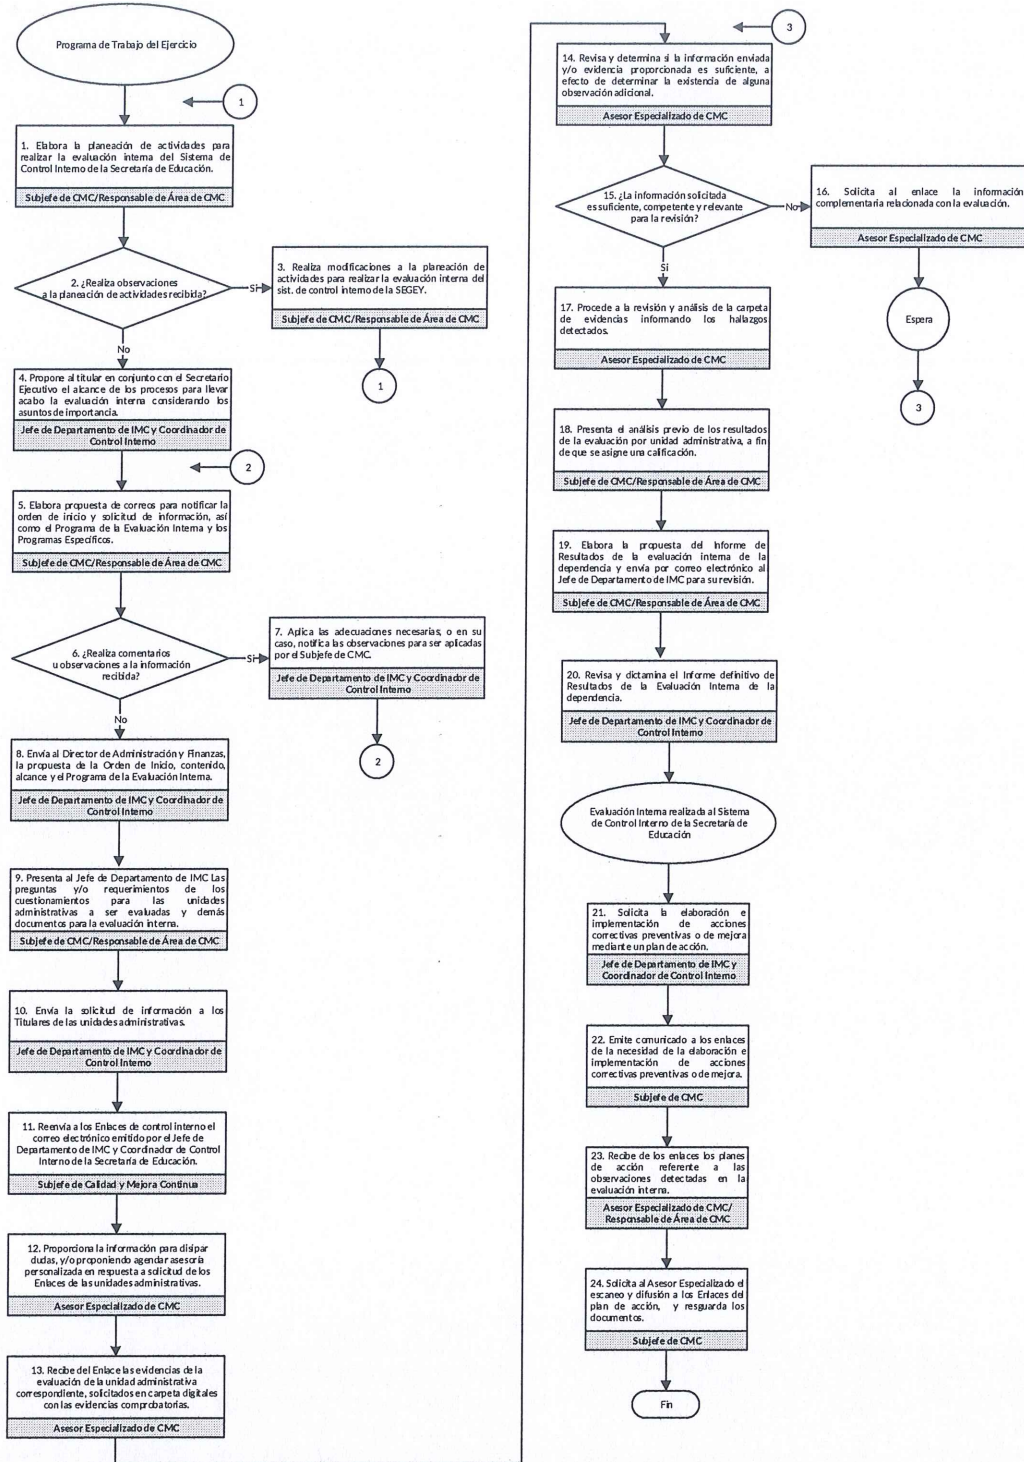 Programa de Trabajo del Ejercicio
1
1. Elabora la planeación de actividades para
realizar la evaluación interna del Sistema de
Control Interno de la Secretaría de Educación.
Subjefe de CMC/Responsable de Área de CMC
2. ¿Realiza observaciones
a la planeación de actividades recibida?
Si
3. Realiza modificaciones a la planeación de
actividades para realizar la evaluación interna del
sist. de control interno de la SEGEY.
Subjefe de CMC/Responsable de Área de CMC
1
No
4. Propone al titular en conjunto con el Secretario
Ejecutivo el alcance de los procesos para llevar
acabo la evaluación interna considerando los
asuntos de importancia.
Jefe de Departamento de IMC y Coordinador de
Control Interno
2
5. Elabora propuesta de correos para notificar la
orden de inicio y solicitud de información, así
como el Programa de la Evaluación Interna y los
Programas Específicos.
Subjefe de CMC/Responsable de Área de CMC
6. ¿Realiza comentarios
u observaciones a la información
recibida?
Si
7. Aplica las adecuaciones necesarias, o en su
caso, notifica las observaciones para ser aplicadas
por el Subjefe de CMC.
Jefe de Departamento de IMC y Coordinador de
Control Interno
2
No
8. Envía al Director de Administración y Finanzas,
la propuesta de la Orden de Inicio, contenido,
alcance y el Programa de la Evaluación Interna.
Jefe de Departamento de IMC y Coordinador de
Control Interno
9. Presenta al Jefe de Departamento de IMC Las
preguntas y/o requerimientos de los
cuestionamientos para las unidades
administrativas a ser evaluadas y demás
documentos para la evaluación interna.
Subjefe de CMC/Responsable de Área de CMC
10. Envía la solicitud de información a los
Titulares de las unidades administrativas.
Jefe de Departamento de IMC y Coordinador de
Control Interno
11. Reenvía a los Enlaces de control interno el
correo electrónico emitido por el Jefe de
Departamento de IMC y Coordinador de Control
Interno de la Secretaría de Educación.
Subjefe de Calidad y Mejora Continua
12. Proporciona la información para disipar
dudas, y/o proponiendo agendar asesoría
personalizada en respuesta a solicitud de los
Enlaces de las unidades administrativas.
Asesor Especializado de CMC
13. Recibe del Enlace las evidencias de la
evaluación de la unidad administrativa
correspondiente, solicitados en carpeta digitales
con las evidencias comprobatorias.
Asesor Especializado de CMC
3
14. Revisa y determina si la información enviada
y/o evidencia proporcionada es suficiente, a
efecto de determinar la existencia de alguna
observación adicional.
Asesor Especializado de CMC
15. ¿La información solicitada
es suficiente, competente y relevante
para la revisión?
No
16. Solicita al enlace la información
complementaria relacionada con la evaluación.
Asesor Especializado de CMC
Espera
3
Si
17. Procede a la revisión y análisis de la carpeta
de evidencias informando los hallazgos
detectados.
Asesor Especializado de CMC
18. Presenta el análisis previo de los resultados
de la evaluación por unidad administrativa, a fin
de que se asigne una calificación.
Subjefe de CMC/Responsable de Área de CMC
19. Elabora la propuesta del Informe de
Resultados de la evaluación interna de la
dependencia y envía por correo electrónico al
Jefe de Departamento de IMC para su revisión.
Subjefe de CMC/Responsable de Área de CMC
20. Revisa y dictamina el Informe definitivo de
Resultados de la Evaluación Interna de la
dependencia.
Jefe de Departamento de IMC y Coordinador de
Control Interno
Evaluación Interna realizada al Sistema
de Control Interno de la Secretaría de
Educación
21. Solicita la elaboración e
implementación de acciones
correctivas preventivas o de mejora
mediante un plan de acción.
Jefe de Departamento de IMC y
Coordinador de Control Interno
22. Emite comunicado a los enlaces
de la necesidad de la elaboración e
implementación de acciones
correctivas preventivas o de mejora.
Subjefe de CMC
23. Recibe de los enlaces los planes
de acción referente a las
observaciones detectadas en la
evaluación interna.
Asesor Especializado de CMC/
Responsable de Área de CMC
24. Solicita al Asesor Especializado el
escaneo y difusión a los Enlaces del
plan de acción, y resguarda los
documentos.
Subjefe de CMC
Fin